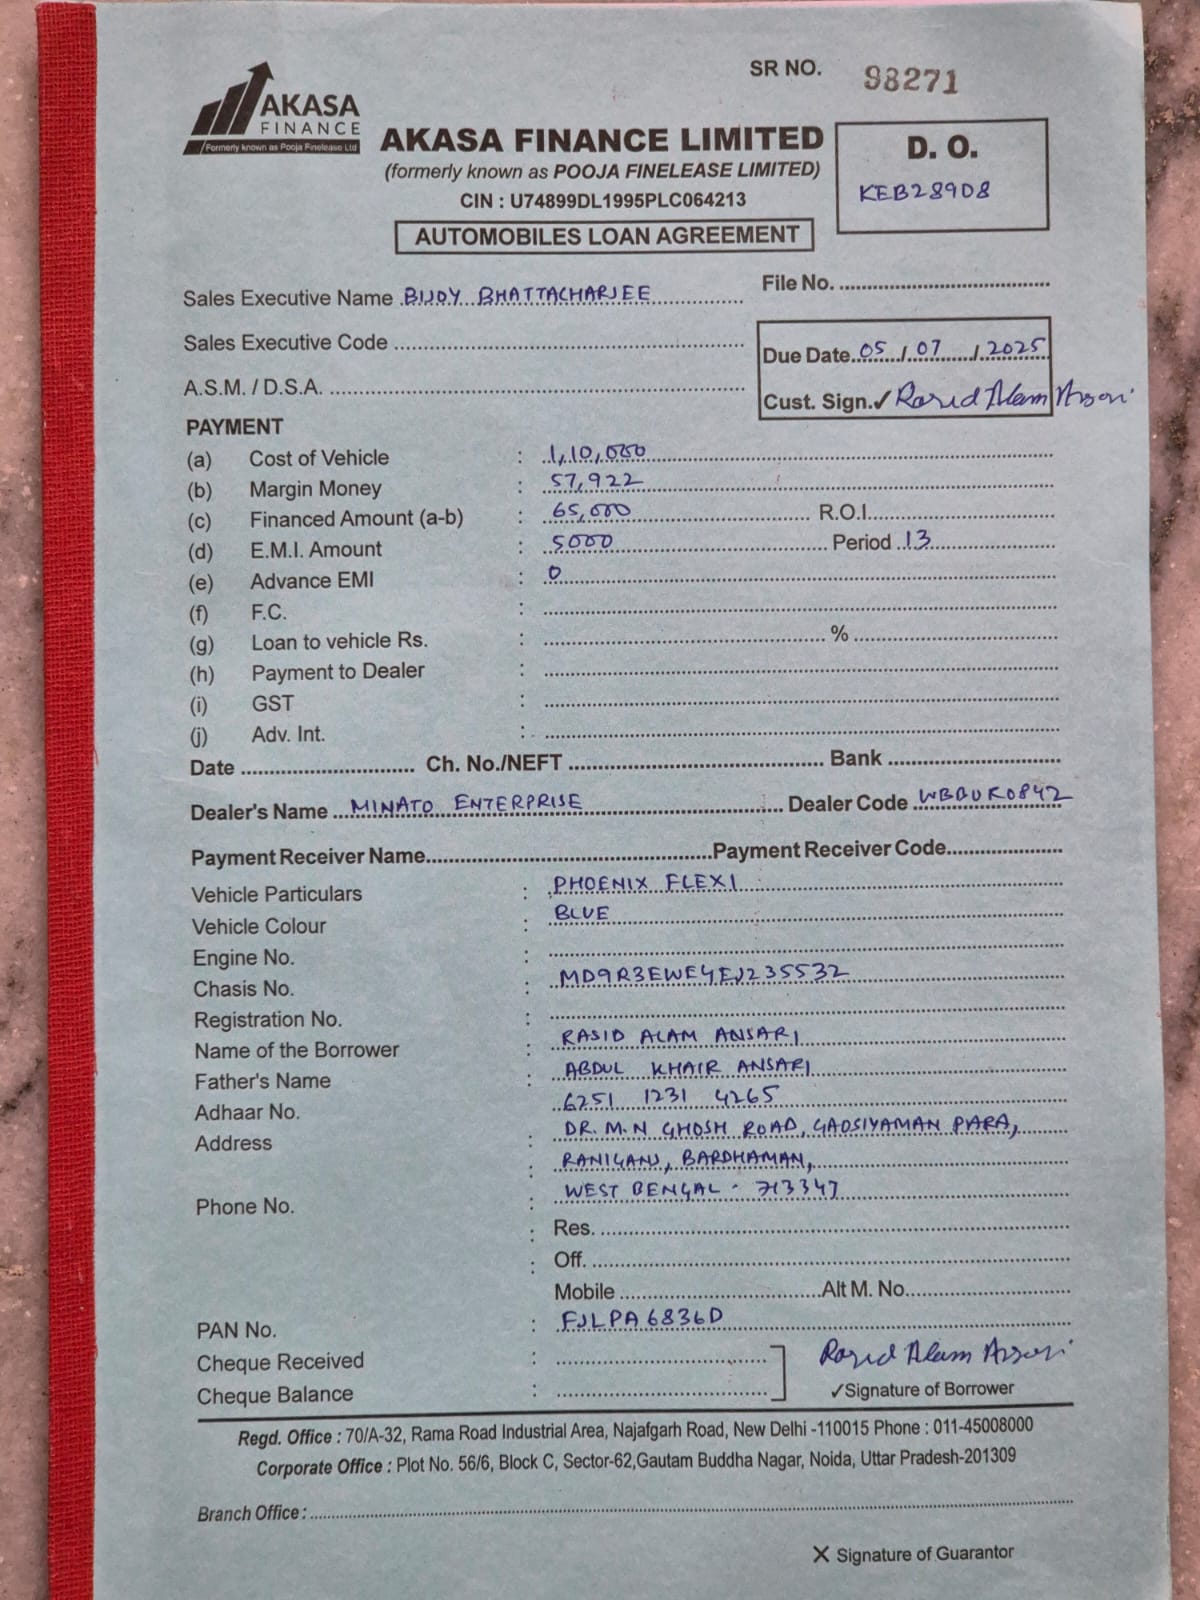 SR NO. 98271
AKASA
FINANCE
Formerly known as Pooja Finelease Ltd
AKASA FINANCE LIMITED
(formerly known as POOJA FINELEASE LIMITED)
CIN : U74899DL1995PLC064213
AUTOMOBILES LOAN AGREEMENT
D. O.
KEB28908
Sales Executive Name BIJOY BHATTACHARJEE
File No.
Sales Executive Code
Due Date 05/07/2025
A.S.M. / D.S.A.
Cust. Sign.✓ Rasid Alam Ansari
PAYMENT
(a) Cost of Vehicle : 1,10,000
(b) Margin Money : 57,922
(c) Financed Amount (a-b) : 65,000 R.O.I.
(d) E.M.I. Amount : 5000 Period 13
(e) Advance EMI : 0
(f) F.C. :
(g) Loan to vehicle Rs. : %
(h) Payment to Dealer :
(i) GST :
(j) Adv. Int. :
Date Ch. No./NEFT Bank
Dealer's Name MINATO ENTERPRISE Dealer Code WBBUR0842
Payment Receiver Name Payment Receiver Code
Vehicle Particulars : PHOENIX FLEXI
Vehicle Colour : BLUE
Engine No. :
Chasis No. : MD9R3EWE4EJ235532
Registration No. :
Name of the Borrower : RASID ALAM ANSARI
Father's Name : ABDUL KHAIR ANSARI
Adhaar No. 6251 1231 4265
Address : DR. M.N GHOSH ROAD, GAOSIYAMAN PARA,
: RANIGANJ, BARDHAMAN,
: WEST BENGAL - 713347
Phone No.
: Res.
: Off.
Mobile Alt M. No.
PAN No. : FJLPA6836D
Cheque Received :
Cheque Balance :
Rasid Alam Ansari
✓Signature of Borrower
Regd. Office : 70/A-32, Rama Road Industrial Area, Najafgarh Road, New Delhi -110015 Phone : 011-45008000
Corporate Office : Plot No. 56/6, Block C, Sector-62,Gautam Buddha Nagar, Noida, Uttar Pradesh-201309
Branch Office :
X Signature of Guarantor